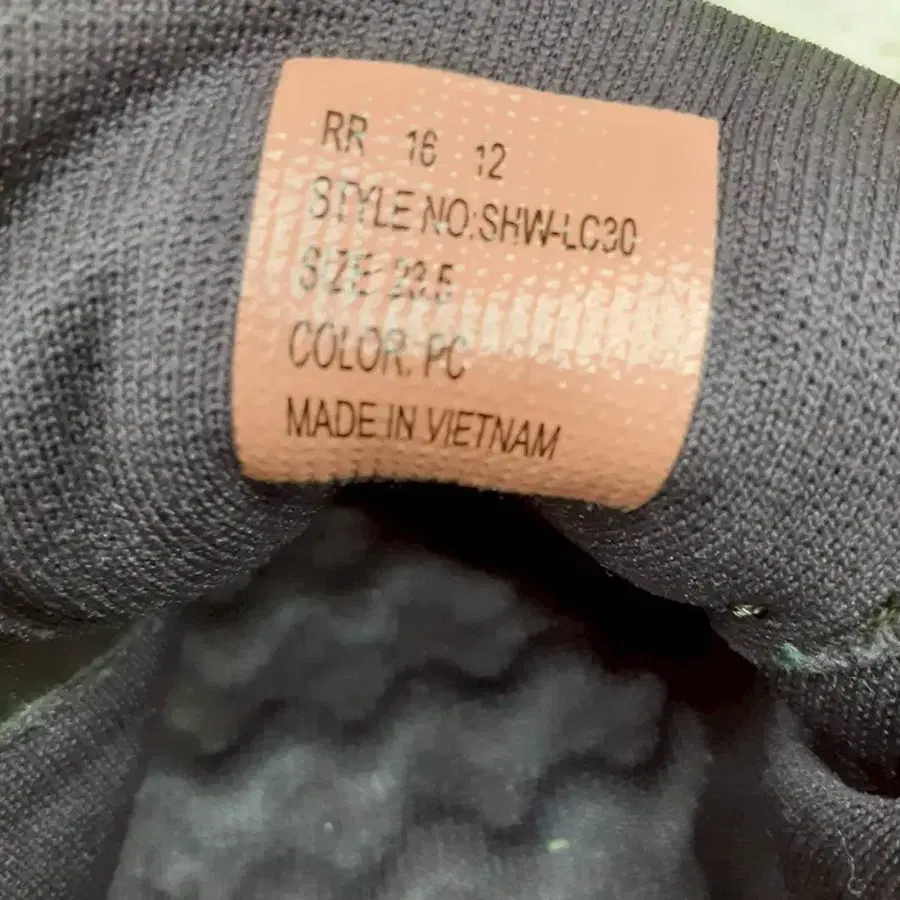 RR 16 12
STYLE NO:SHW-LC30
SIZE 23.5
COLOR: PC
MADE IN VIETNAM